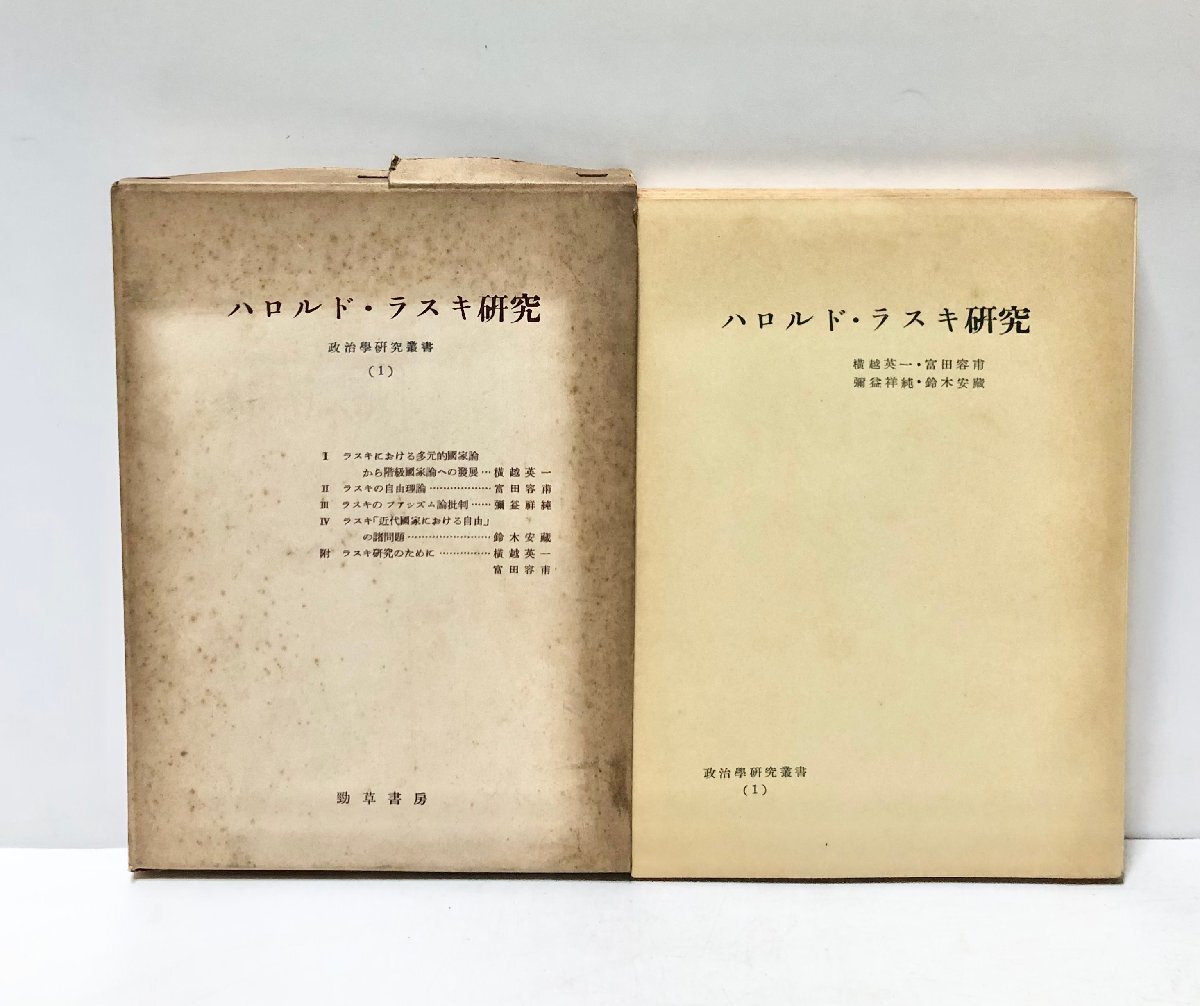 ハロルド・ラスキ硏究
政治學硏究叢書
(1)
I ラスキにおける多元的國家論
から階級國家論への發展…橫越英一
II ラスキの自由理論………………富田容甫
III ラスキのファシズム論批判……彌益祥純
IV ラスキ「近代國家における自由」
の諸問題……………………鈴木安藏
附 ラスキ硏究のために……………橫越英一
富田容甫
勁草書房
ハロルド・ラスキ硏究
橫越英一・富田容甫
彌益祥純・鈴木安藏
政治學硏究叢書
(1)